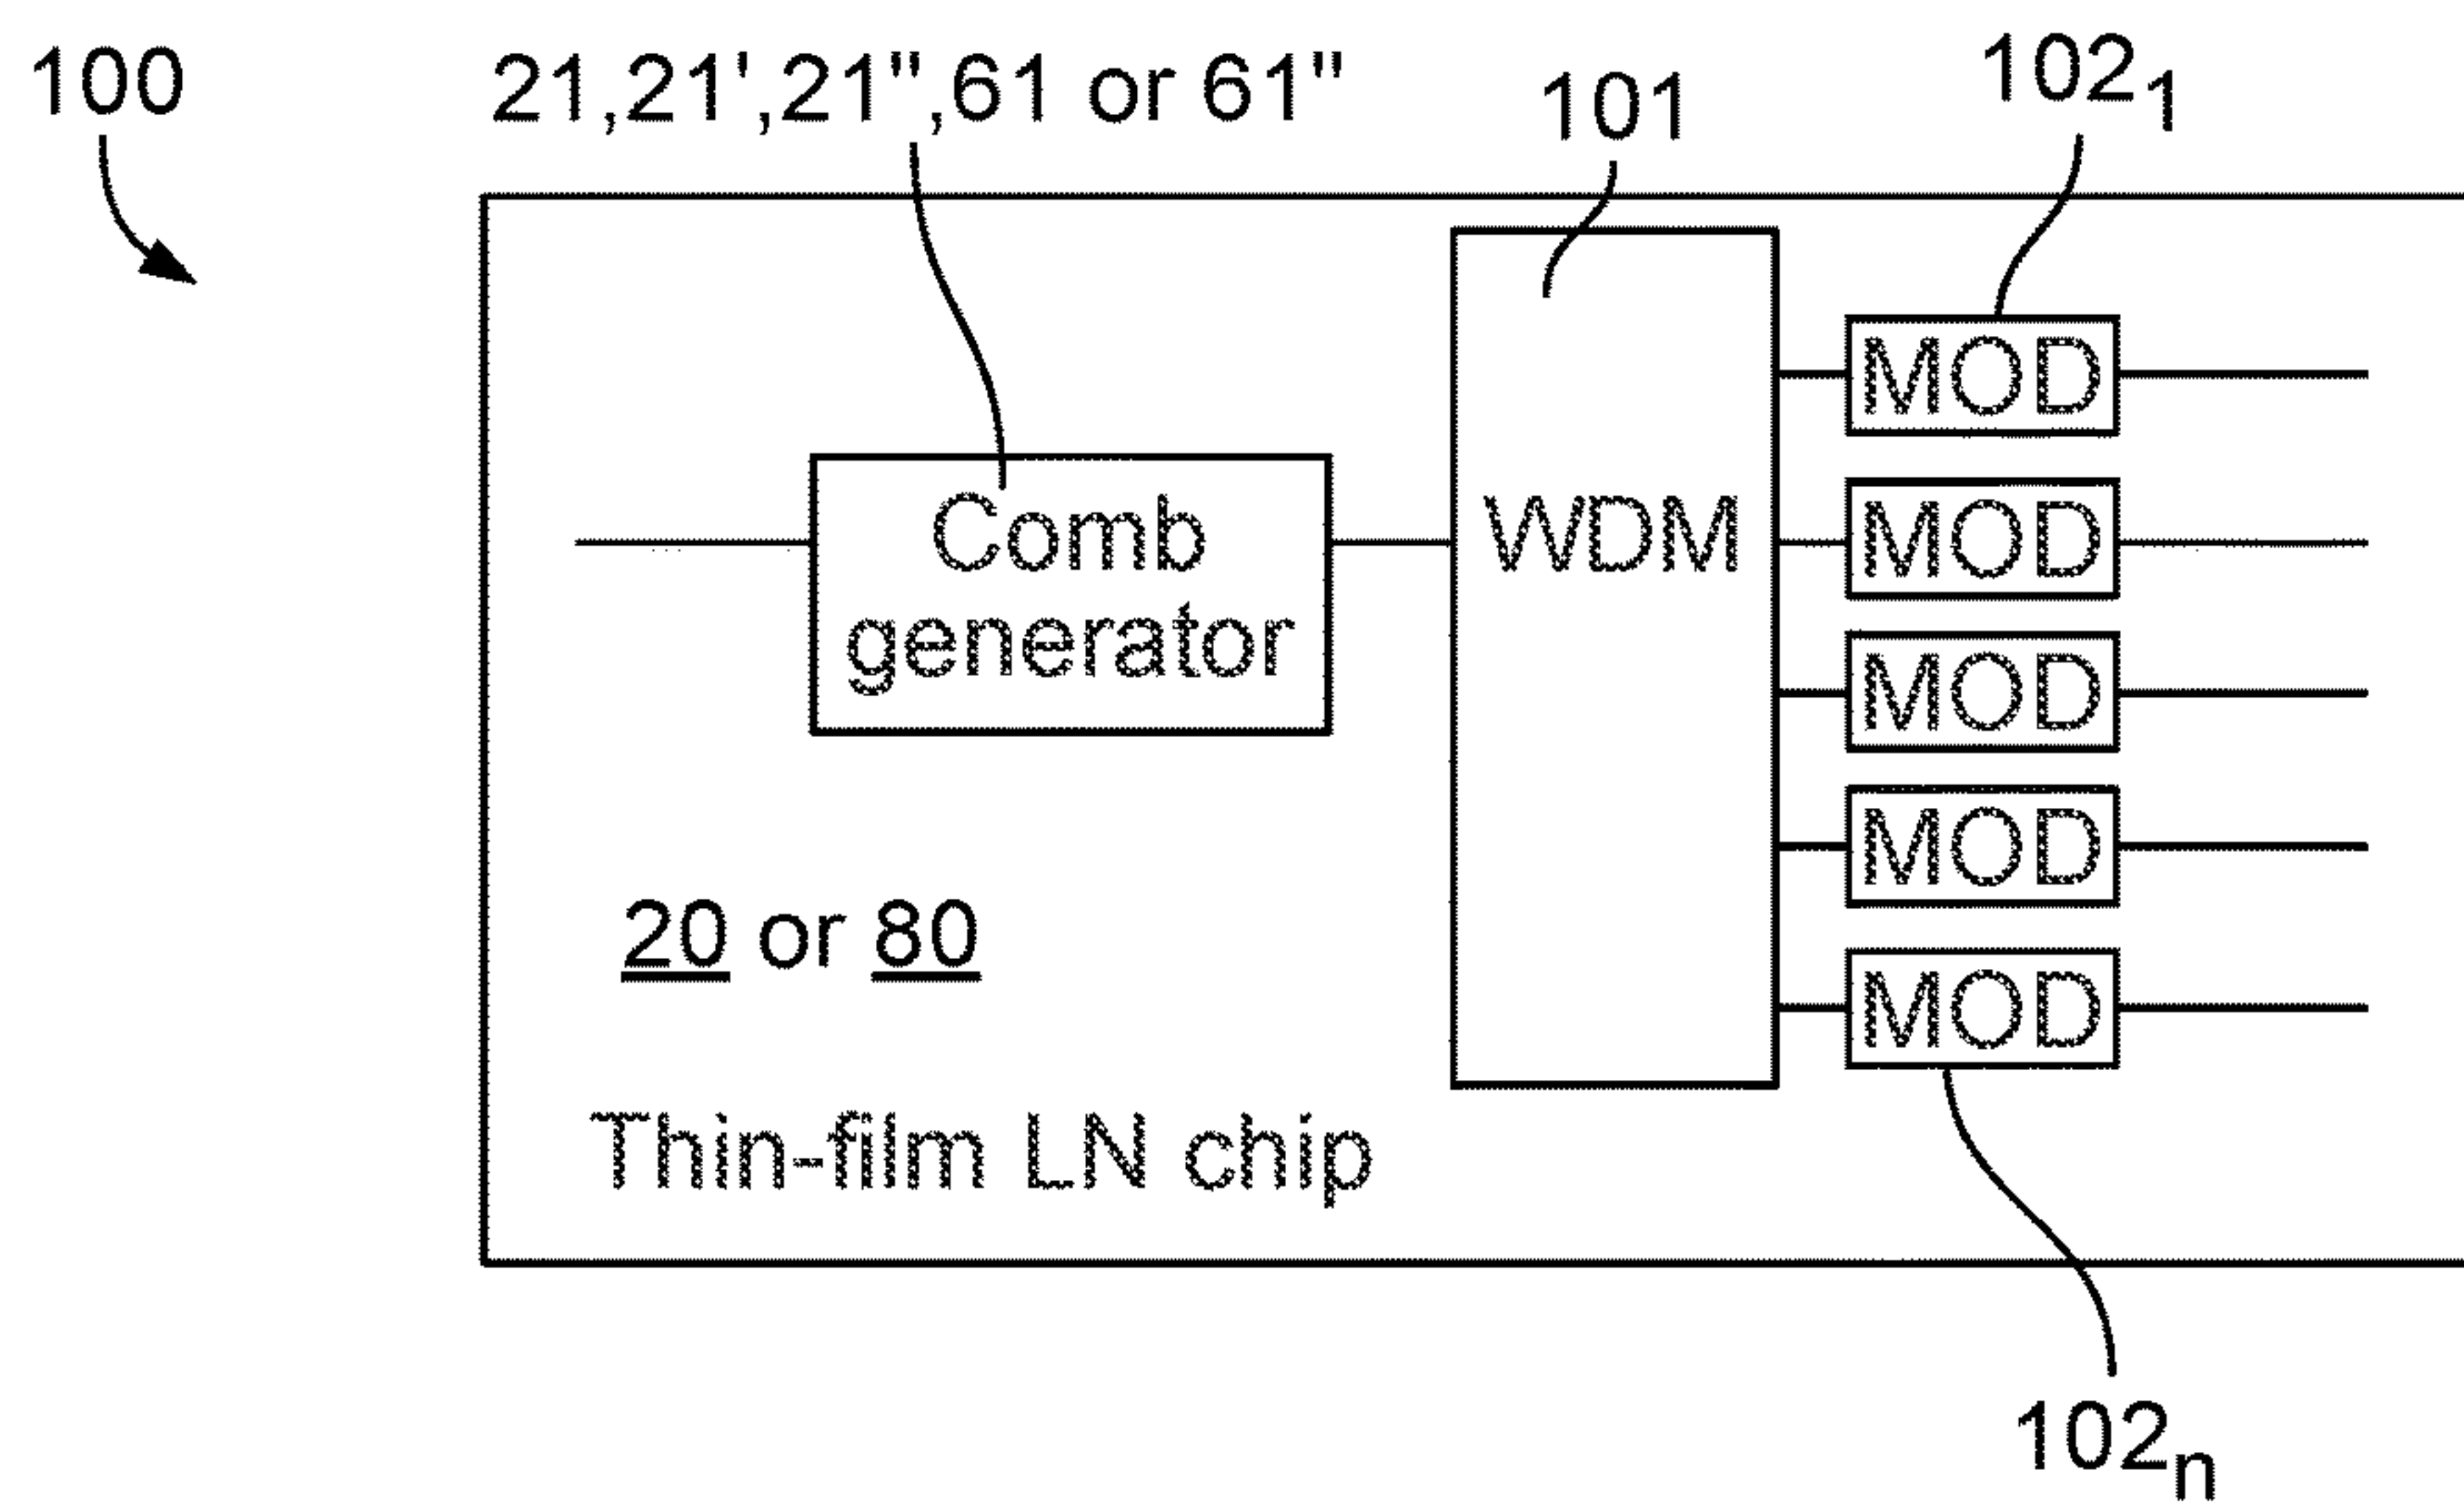 100
21,21',21",61 or 61"
101
102₁
Comb
generator
WDM
MOD
MOD
MOD
MOD
MOD
20 or 80
Thin-film LN chip
102ₙ